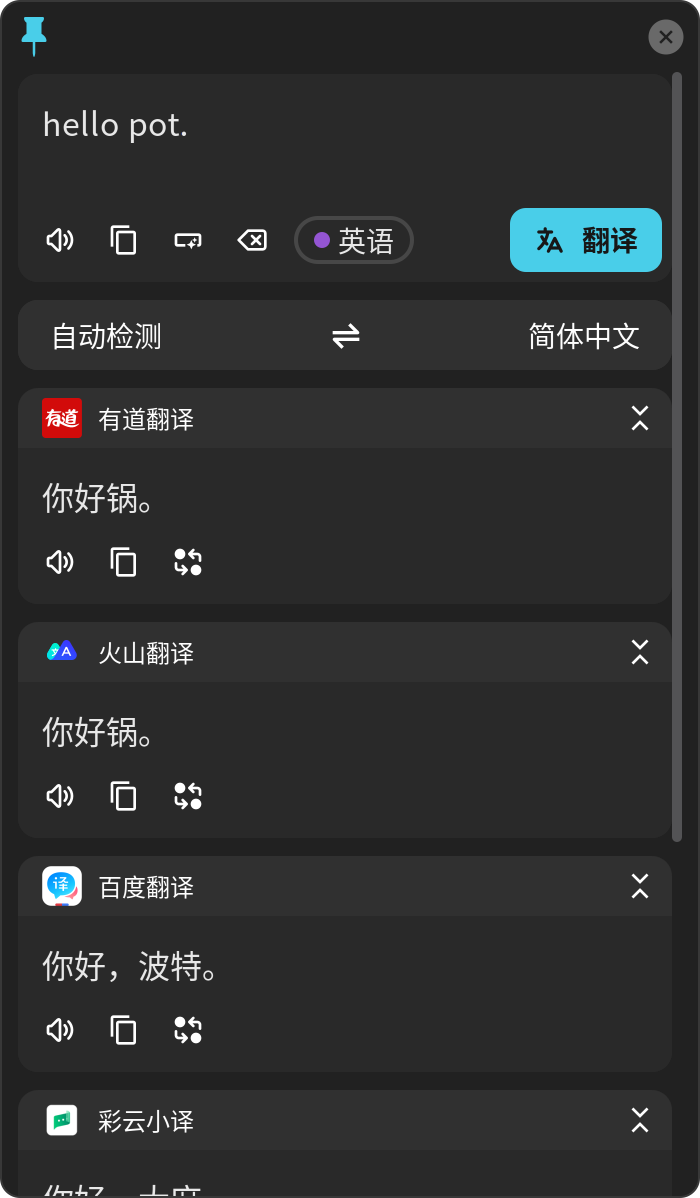 hello pot.
英语
翻译
自动检测
简体中文
有道
有道翻译
你好锅。
火山翻译
你好锅。
译
百度翻译
你好，波特。
彩云小译